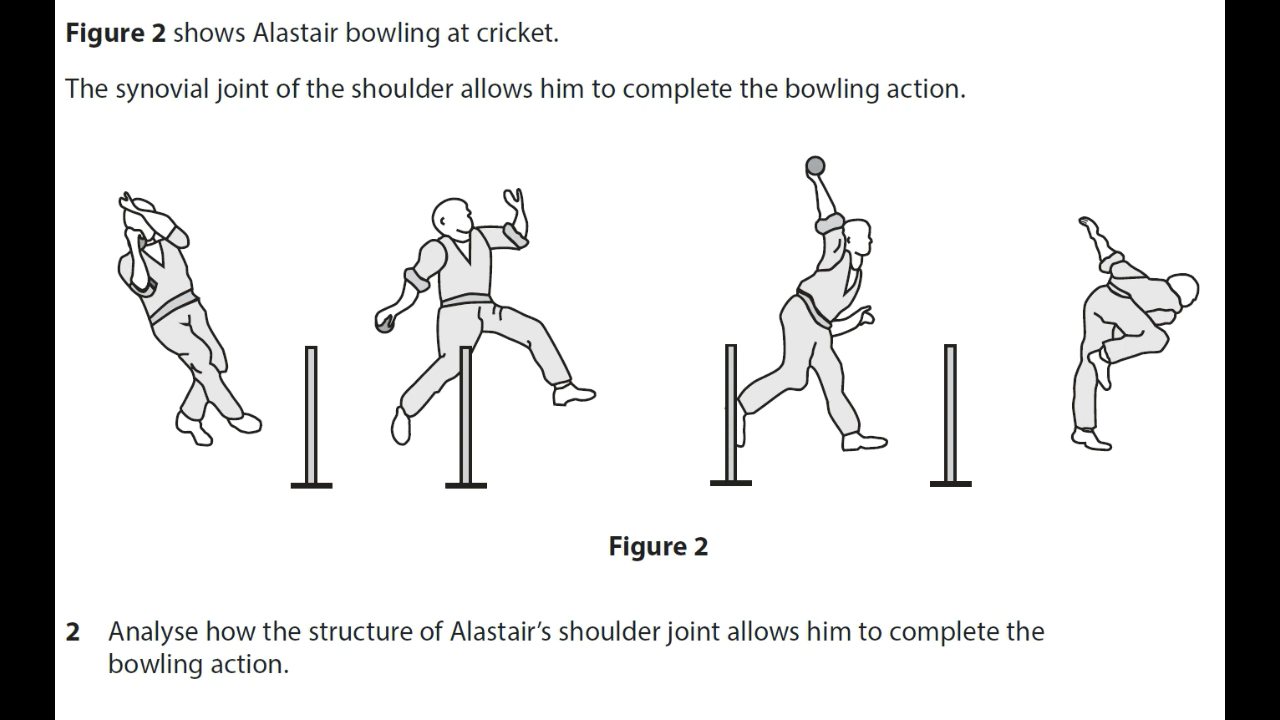 Figure 2 shows Alastair bowling at cricket.
The synovial joint of the shoulder allows him to complete the bowling action.
Figure 2
2 Analyse how the structure of Alastair’s shoulder joint allows him to complete the
bowling action.